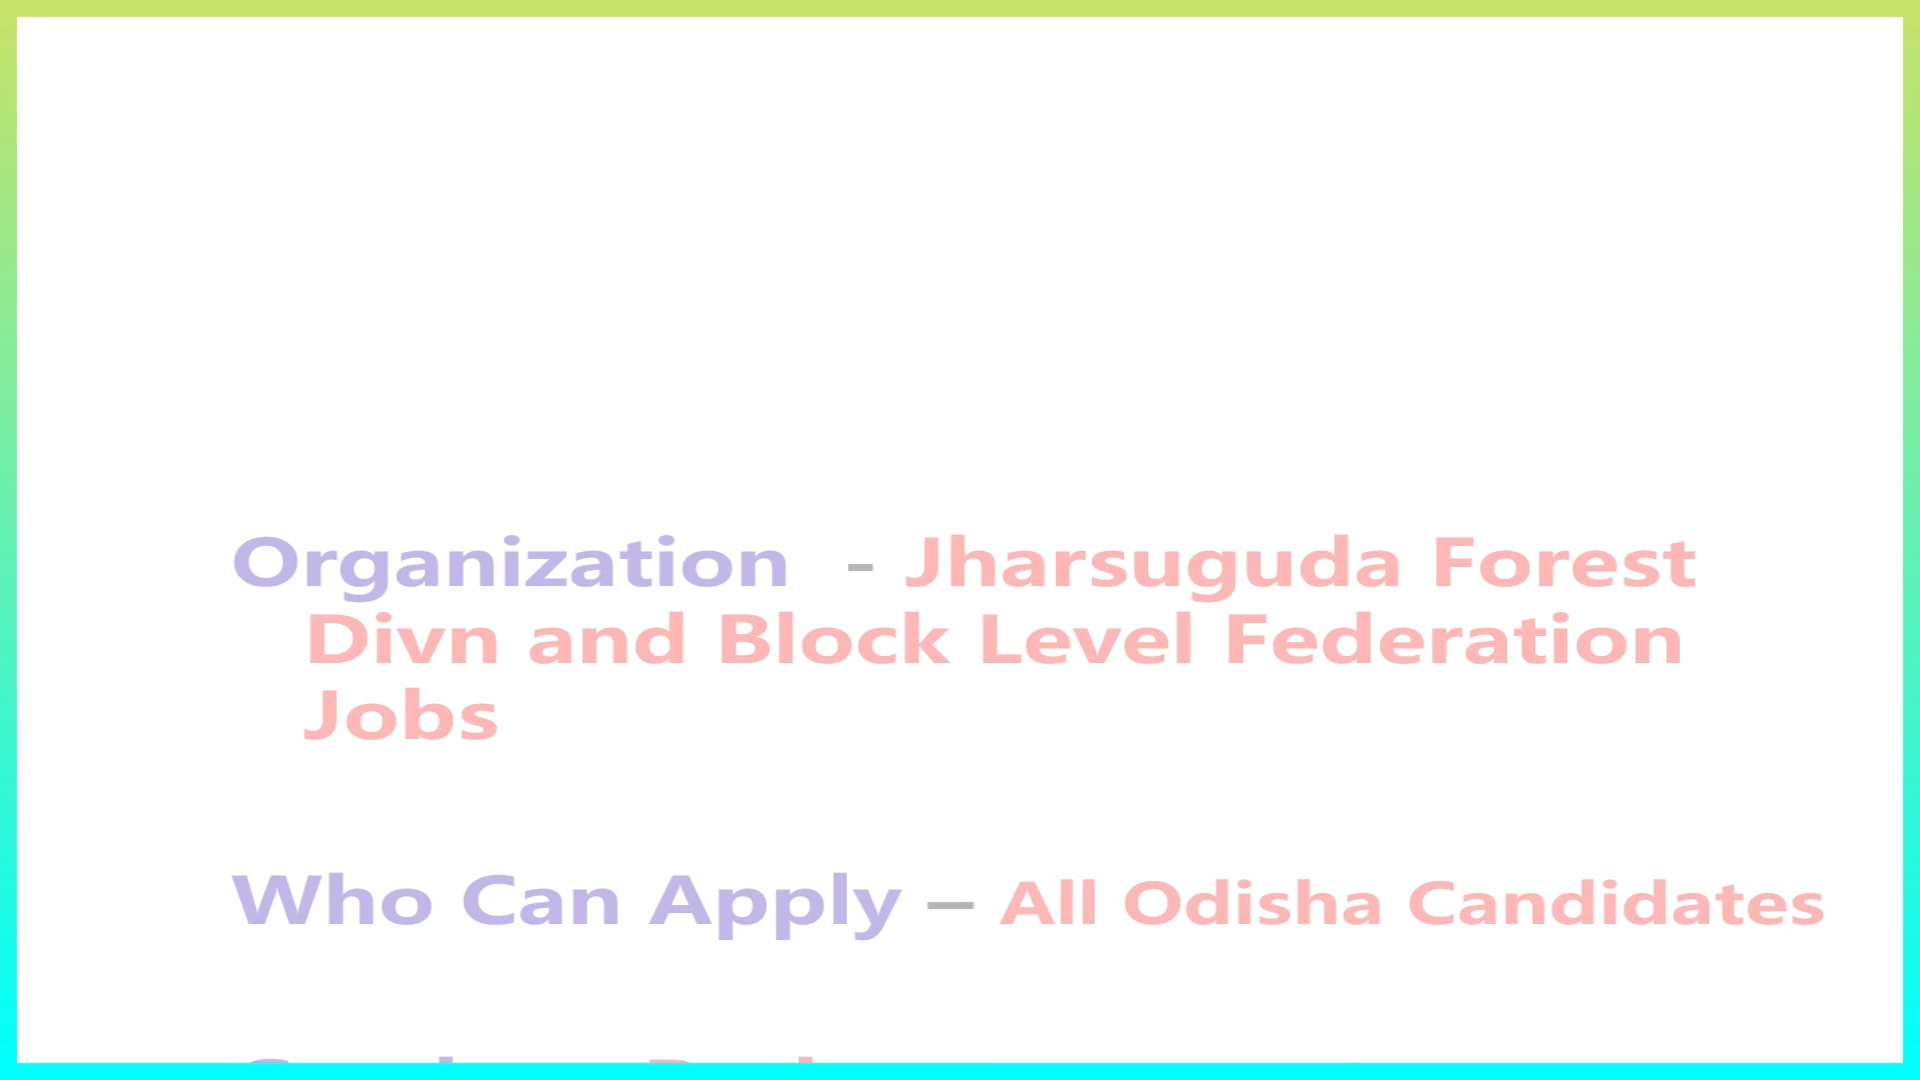 Organization - Jharsuguda Forest
Divn and Block Level Federation
Jobs
Who Can Apply – All Odisha Candidates